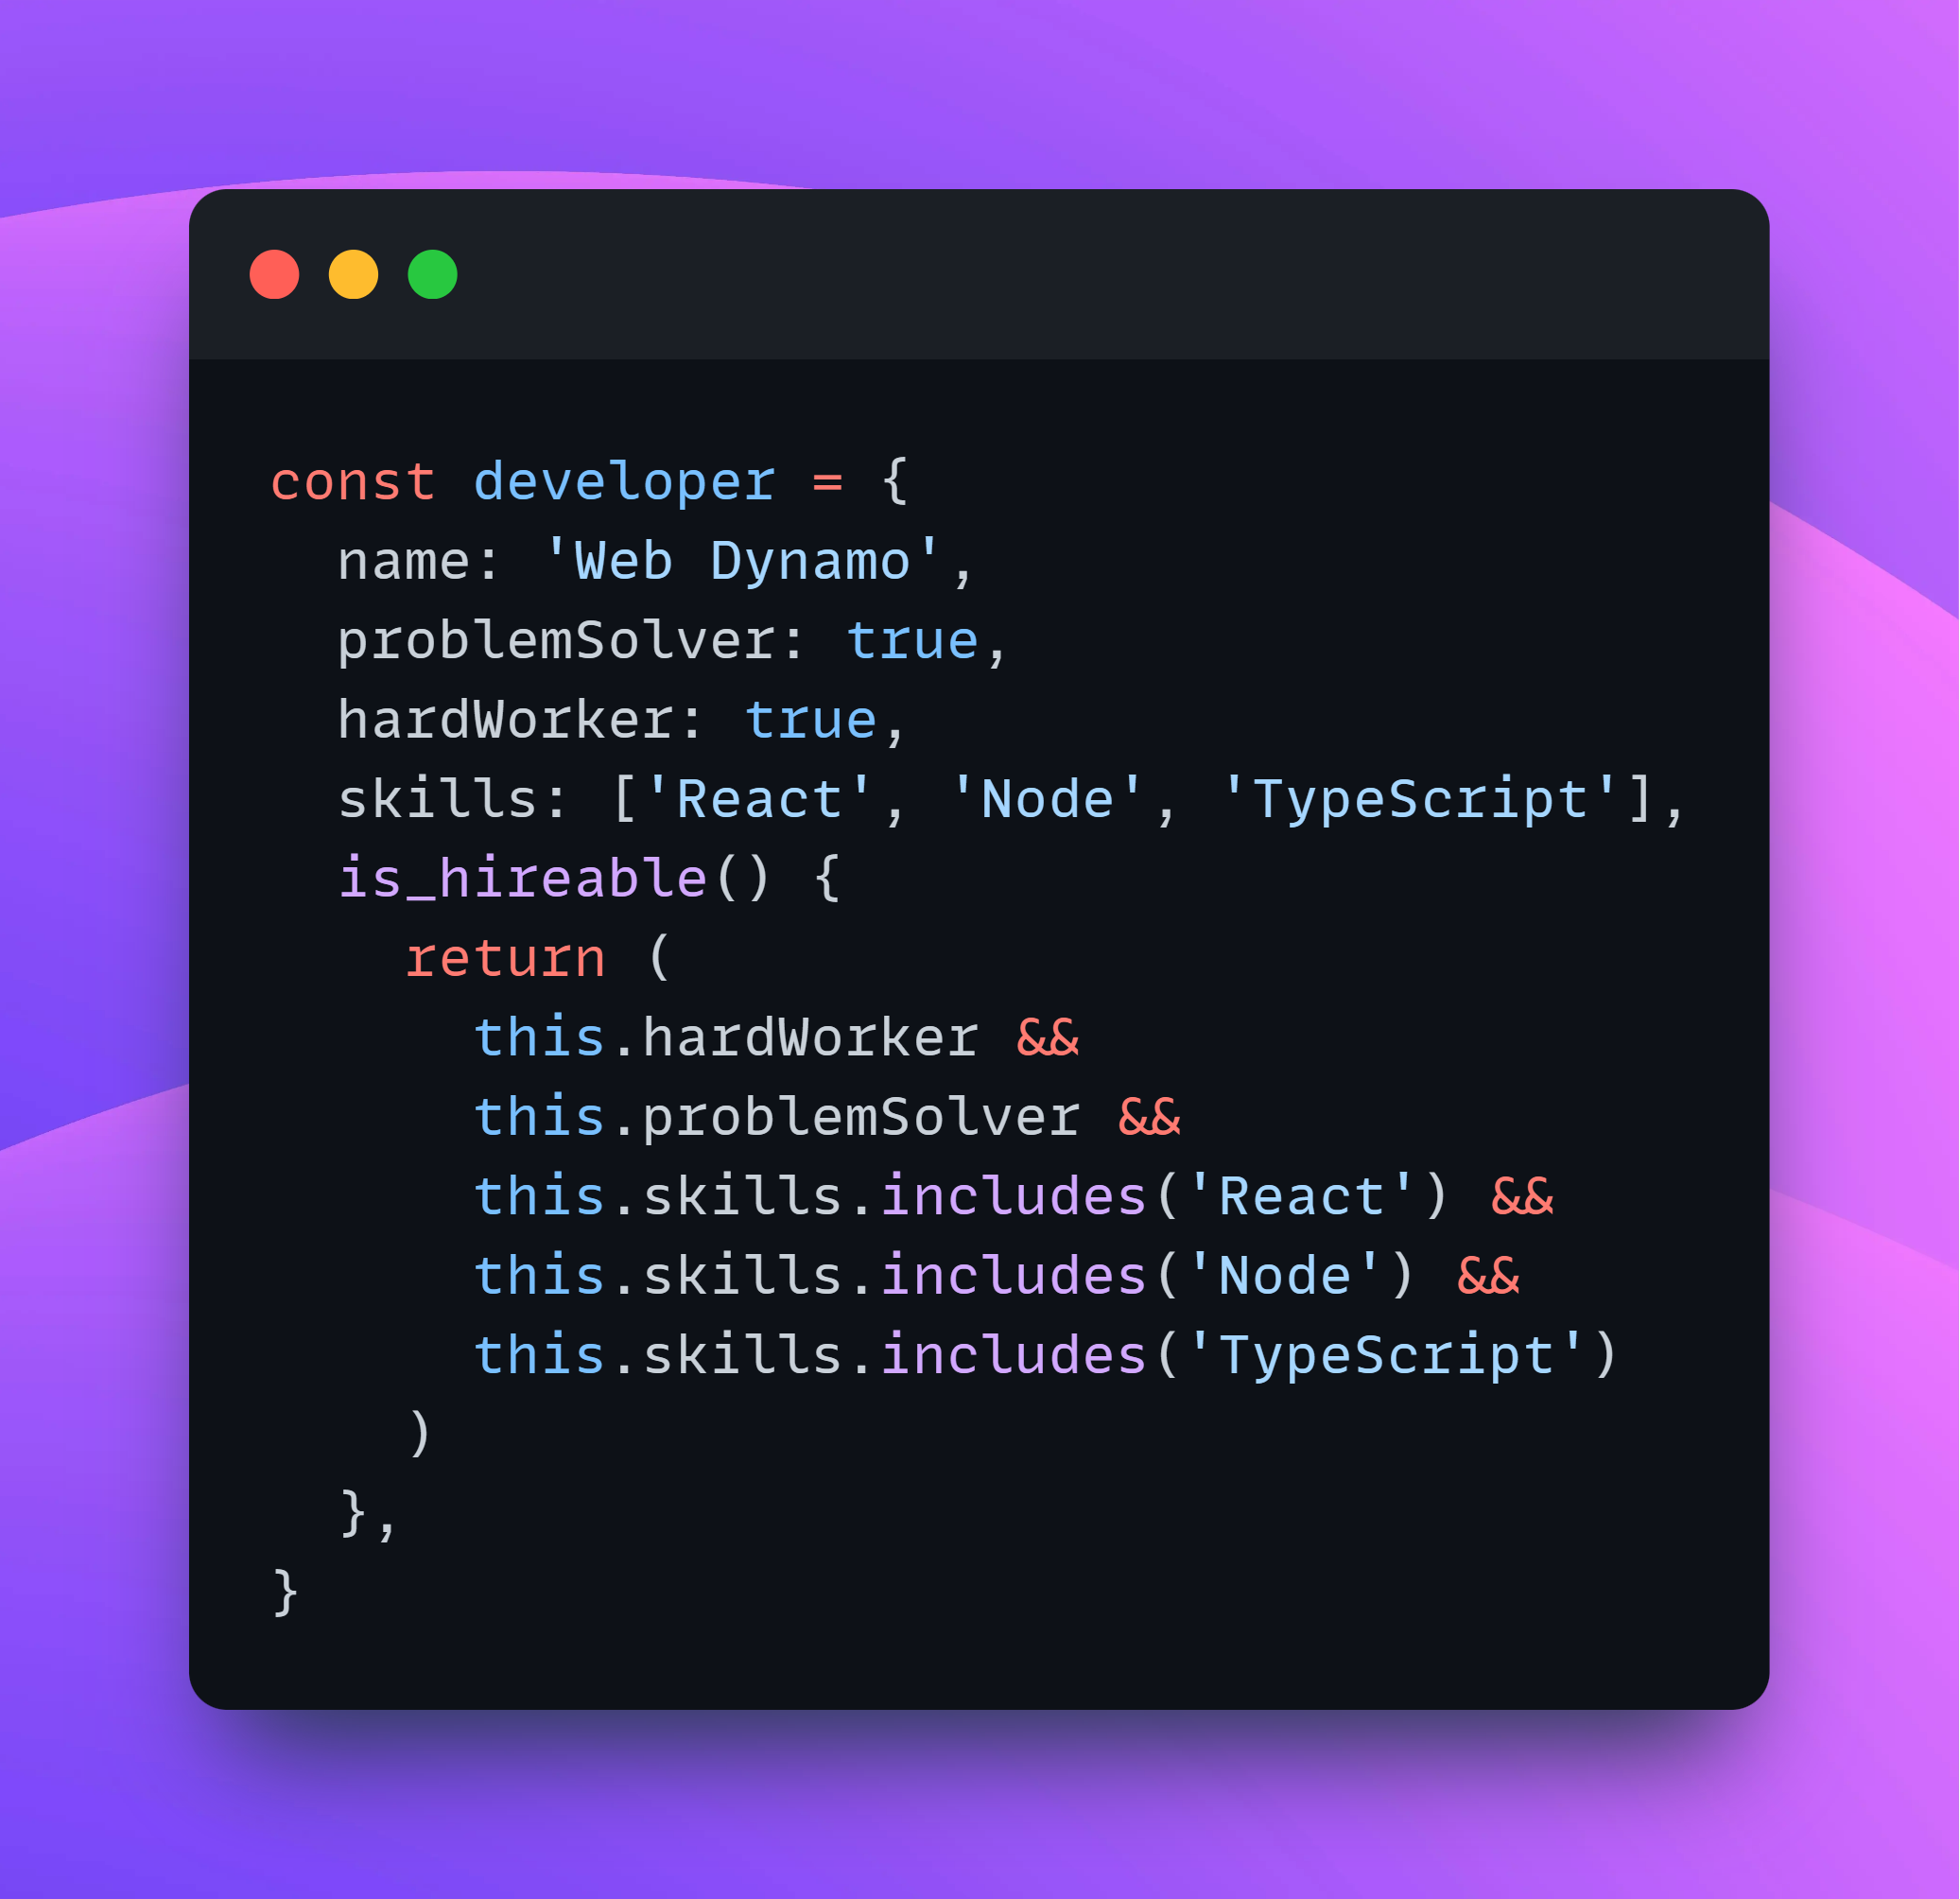 const developer = {
  name: 'Web Dynamo',
  problemSolver: true,
  hardWorker: true,
  skills: ['React', 'Node', 'TypeScript'],
  is_hireable() {
    return (
      this.hardWorker &&
      this.problemSolver &&
      this.skills.includes('React') &&
      this.skills.includes('Node') &&
      this.skills.includes('TypeScript')
    )
  },
}